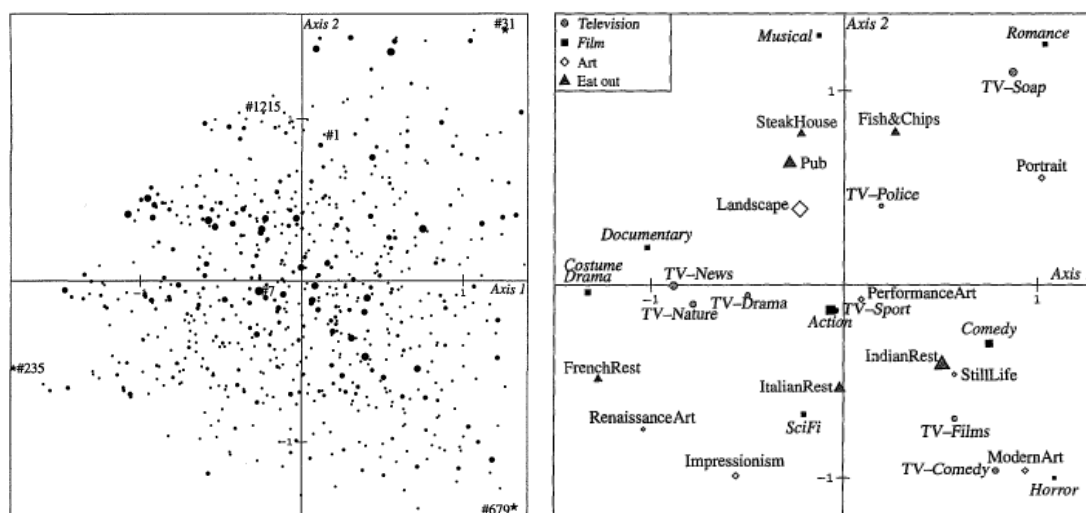 Axis 2
#31
#1215
#1
1
#7
-1
1
Axis 1
#235
-1
#679
Television
Film
Art
Eat out
Axis 2
Musical
Romance
TV–Soap
1
SteakHouse
Fish&Chips
Pub
Portrait
Landscape
TV–Police
Documentary
Costume
Drama
TV–News
Axis
-1
1
TV–Nature
TV–Drama
PerformanceArt
Action
TV–Sport
Comedy
FrenchRest
IndianRest
StillLife
ItalianRest
RenaissanceArt
SciFi
TV–Films
Impressionism
TV–Comedy
ModernArt
-1
Horror